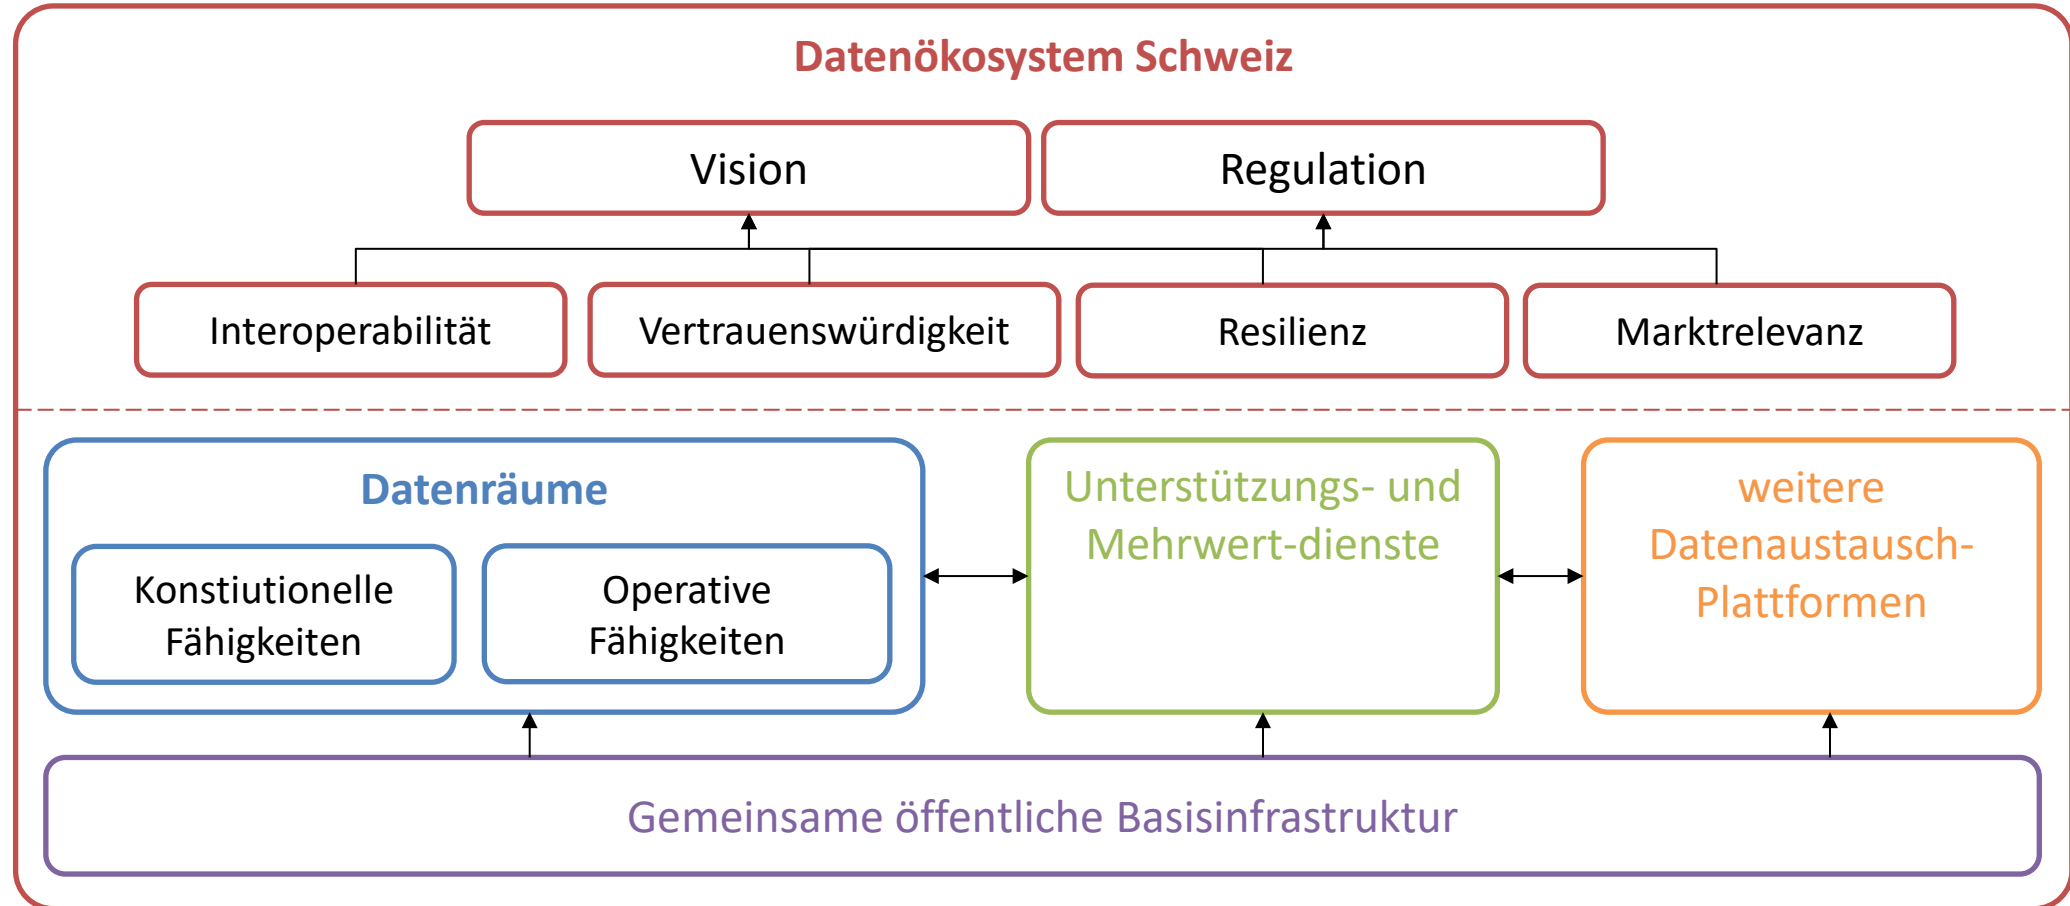 Datenökosystem Schweiz
Vision
Regulation
Interoperabilität
Vertrauenswürdigkeit
Resilienz
Marktrelevanz
Datenräume
Konstiutionelle
Fähigkeiten
Operative
Fähigkeiten
Unterstützungs- und
Mehrwert-dienste
weitere
Datenaustausch-
Plattformen
Gemeinsame öffentliche Basisinfrastruktur